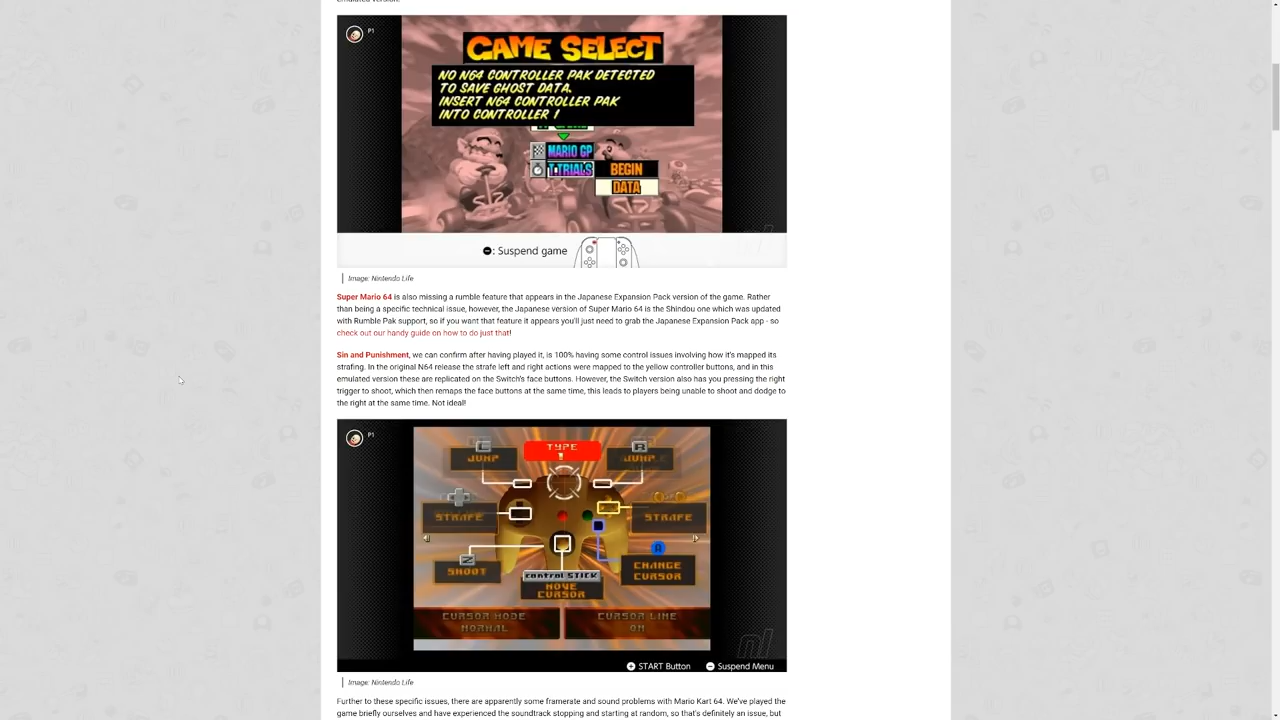 P1
GAME SELECT
NO N64 CONTROLLER PAK DETECTED
TO SAVE GHOST DATA.
INSERT N64 CONTROLLER PAK
INTO CONTROLLER 1
MARIO GP
T.TRIALS
BEGIN
DATA
: Suspend game
Image: Nintendo Life
Super Mario 64 is also missing a rumble feature that appears in the Japanese Expansion Pack version of the game. Rather
than being a specific technical issue, however, the Japanese version of Super Mario 64 is the Shindou one which was updated
with Rumble Pak support, so if you want that feature it appears you'll just need to grab the Japanese Expansion Pack app - so
check out our handy guide on how to do just that!
Sin and Punishment, we can confirm after having played it, is 100% having some control issues involving how it's mapped its
strafing. In the original N64 release the strafe left and right actions were mapped to the yellow controller buttons, and in this
emulated version these are replicated on the Switch's face buttons. However, the Switch version also has you pressing the right
trigger to shoot, which then remaps the face buttons at the same time, this leads to players being unable to shoot and dodge to
the right at the same time. Not ideal!
P1
L
TYPE
1
R
JUMP
JUMP
STRAFE
STRAFE
Z
A
SHOOT
CHANGE
CURSOR
control STICK
MOVE
CURSOR
CURSOR MODE
NORMAL
CURSOR LINE
ON
nl
START Button
Suspend Menu
Image: Nintendo Life
Further to these specific issues, there are apparently some framerate and sound problems with Mario Kart 64. We've played the
game briefly ourselves and have experienced the soundtrack stopping and starting at random, so that's definitely an issue, but